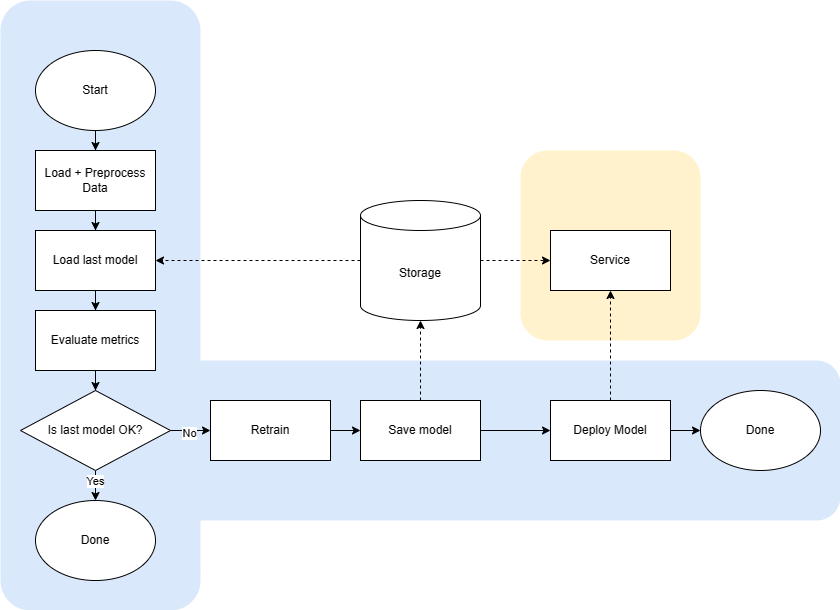 Start
Load + Preprocess
Data
Load last model
Storage
Service
Evaluate metrics
Is last model OK?
No
Retrain
Save model
Deploy Model
Done
Yes
Done